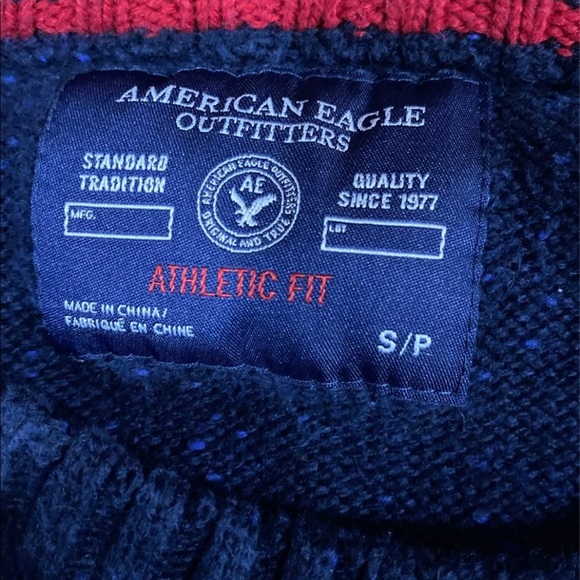 AMERICAN EAGLE
OUTFITTERS
STANDARD
TRADITION
MFG.
AMERICAN EAGLE OUTFITTERS
AE
ORIGINAL AND TRUE
QUALITY
SINCE 1977
LOT
ATHLETIC FIT
MADE IN CHINA/
FABRIQUÉ EN CHINE
S/P